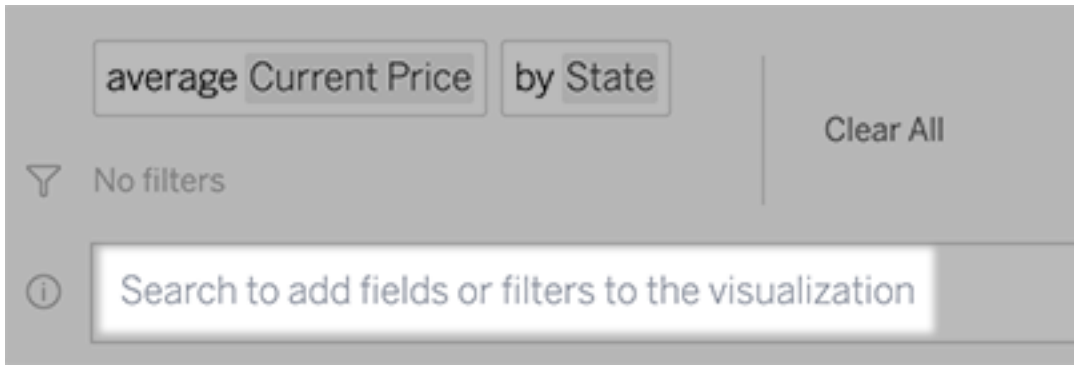 average Current Price by State
Clear All
No filters
Search to add fields or filters to the visualization